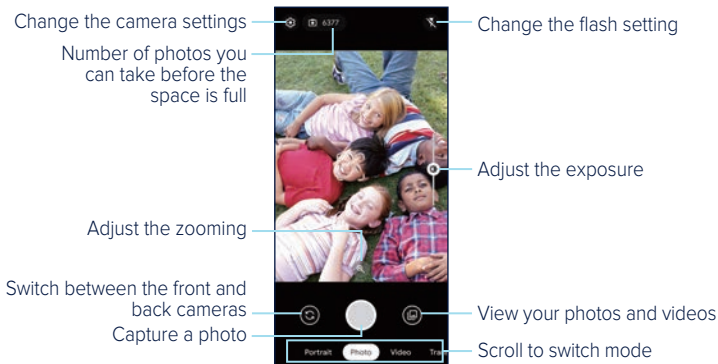 Change the camera settings
6377
Change the flash setting
Number of photos you
can take before the
space is full
Adjust the exposure
Adjust the zooming
Switch between the front and
back cameras
View your photos and videos
Capture a photo
Portrait Photo Video Tra
Scroll to switch mode